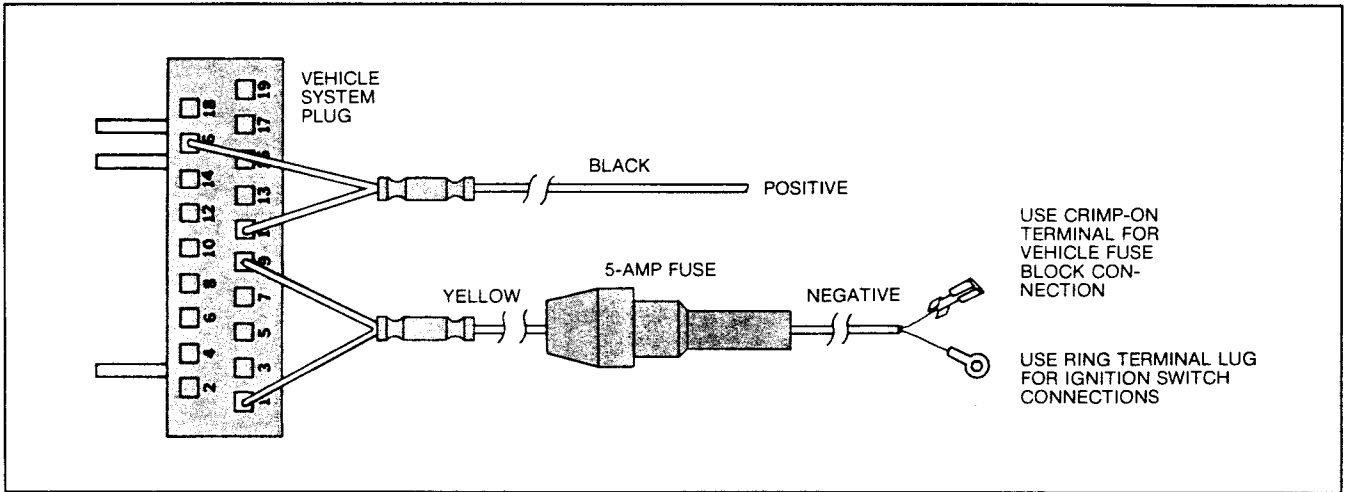 VEHICLE
SYSTEM
PLUG
19
18
17
14
13
12
10
9
8
7
6
5
4
3
2
1
BLACK
POSITIVE
YELLOW
5-AMP FUSE
NEGATIVE
USE CRIMP-ON
TERMINAL FOR
VEHICLE FUSE
BLOCK CON-
NECTION
USE RING TERMINAL LUG
FOR IGNITION SWITCH
CONNECTIONS